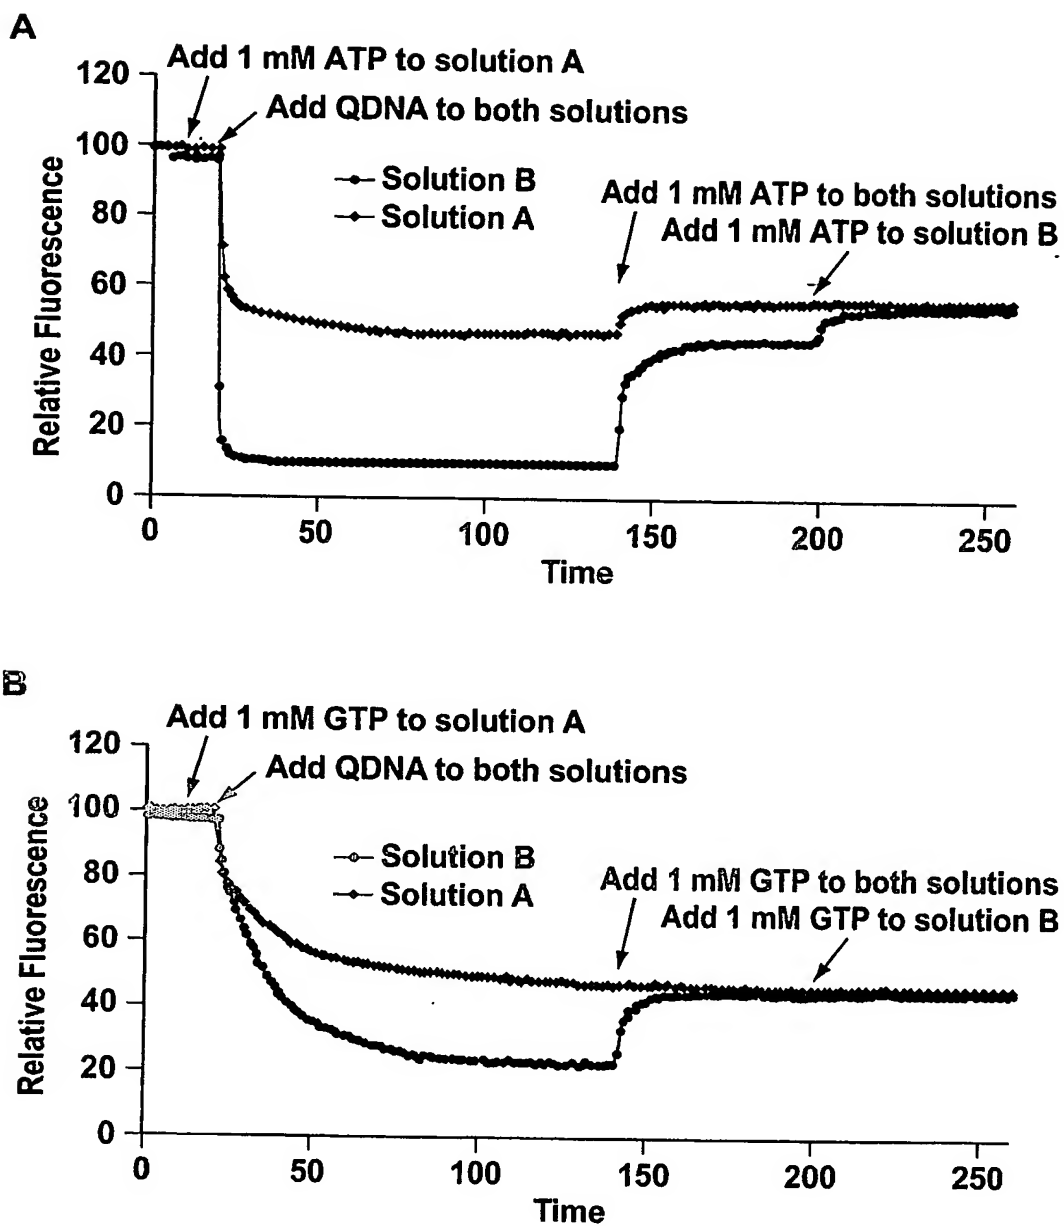 A
Add 1 mM ATP to solution A
Add QDNA to both solutions
120
100
80
60
40
20
0
Relative Fluorescence
Solution B
Solution A
Add 1 mM ATP to both solutions
Add 1 mM ATP to solution B
0 50 100 150 200 250
Time
B
Add 1 mM GTP to solution A
Add QDNA to both solutions
120
100
80
60
40
20
0
Relative Fluorescence
Solution B
Solution A
Add 1 mM GTP to both solutions
Add 1 mM GTP to solution B
0 50 100 150 200 250
Time